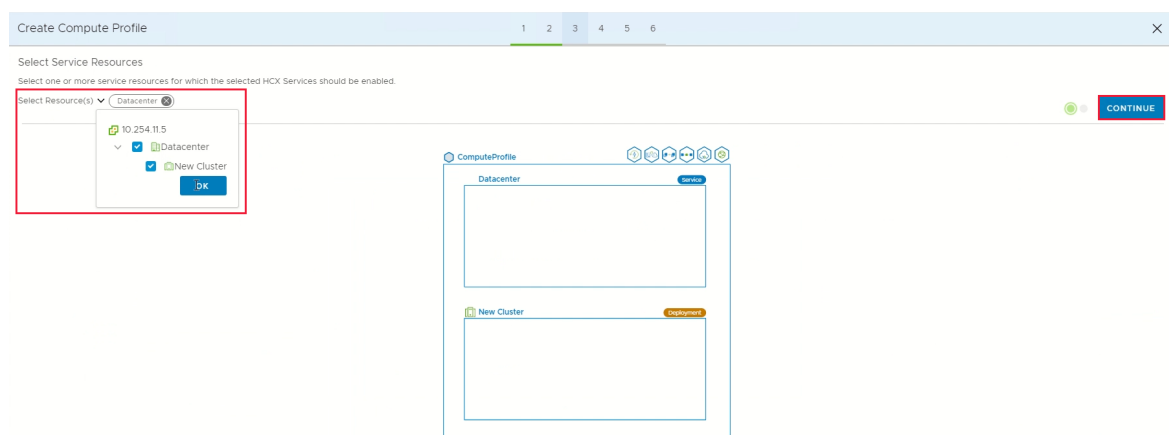 Create Compute Profile
1 2 3 4 5 6
Select Service Resources
Select one or more service resources for which the selected HCX Services should be enabled.
Select Resource(s) Datacenter
CONTINUE
10.254.11.5
Datacenter
New Cluster
OK
ComputeProfile
Datacenter Service
New Cluster Deployment